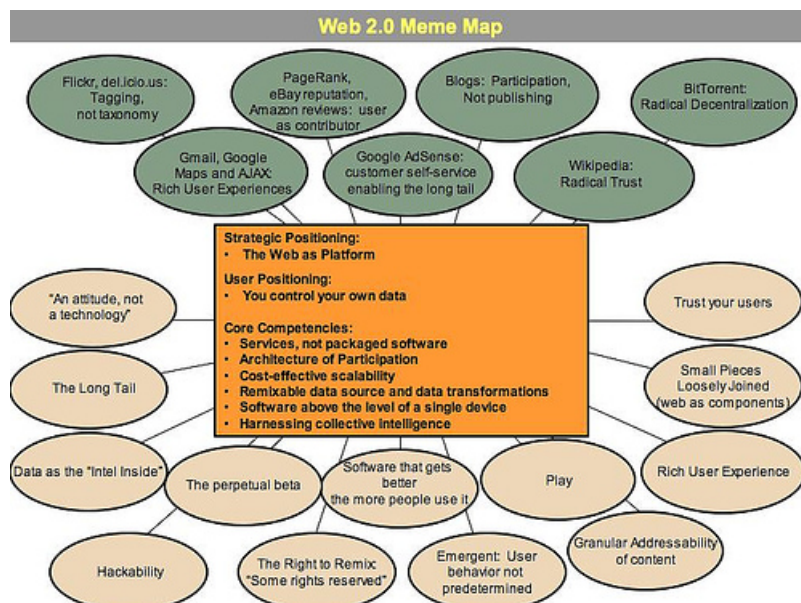 Web 2.0 Meme Map
Flickr, del.icio.us:
Tagging,
not taxonomy
PageRank,
eBay reputation,
Amazon reviews: user
as contributor
Blogs: Participation,
Not publishing
BitTorrent:
Radical Decentralization
Gmail, Google
Maps and AJAX:
Rich User Experiences
Google AdSense:
customer self-service
enabling the long tail
Wikipedia:
Radical Trust
Strategic Positioning:
• The Web as Platform
User Positioning:
• You control your own data
Core Competencies:
• Services, not packaged software
• Architecture of Participation
• Cost-effective scalability
• Remixable data source and data transformations
• Software above the level of a single device
• Harnessing collective intelligence
"An attitude, not
a technology"
Trust your users
The Long Tail
Small Pieces
Loosely Joined
(web as components)
Data as the "Intel Inside"
The perpetual beta
Software that gets
better
the more people use it
Play
Rich User Experience
Hackability
The Right to Remix:
"Some rights reserved"
Emergent: User
behavior not
predetermined
Granular Addressability
of content